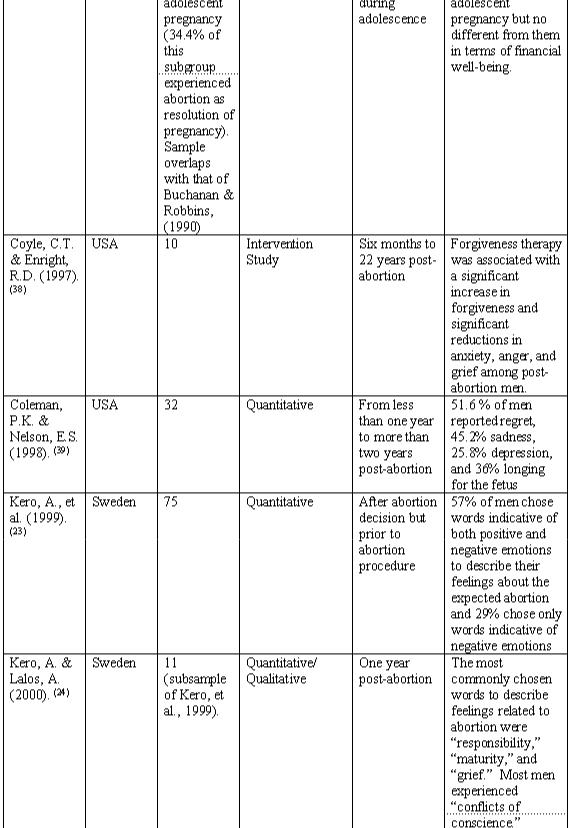 adolescent
pregnancy
(34.4% of
this
subgroup
experienced
abortion as
resolution of
pregnancy).
Sample
overlaps
with that of
Buchanan &
Robbins,
(1990)
during
adolescence
adolescent
pregnancy but no
different from them
in terms of financial
well-being.
Coyle, C.T.
& Enright,
R.D. (1997).
(38)
USA
10
Intervention
Study
Six months to
22 years post-
abortion
Forgiveness therapy
was associated with
a significant
increase in
forgiveness and
significant
reductions in
anxiety, anger, and
grief among post-
abortion men.
Coleman,
P.K. &
Nelson, E.S.
(1998). (39)
USA
32
Quantitative
From less
than one year
to more than
two years
post-abortion
51.6 % of men
reported regret,
45.2% sadness,
25.8% depression,
and 36% longing
for the fetus
Kero, A., et
al. (1999).
(23)
Sweden
75
Quantitative
After abortion
decision but
prior to
abortion
procedure
57% of men chose
words indicative of
both positive and
negative emotions
to describe their
feelings about the
expected abortion
and 29% chose only
words indicative of
negative emotions
Kero, A. &
Lalos, A.
(2000). (24)
Sweden
11
(subsample
of Kero, et
al., 1999).
Quantitative/
Qualitative
One year
post-abortion
The most
commonly chosen
words to describe
feelings related to
abortion were
“responsibility,”
“maturity,” and
“grief.” Most men
experienced
“conflicts of
conscience.”